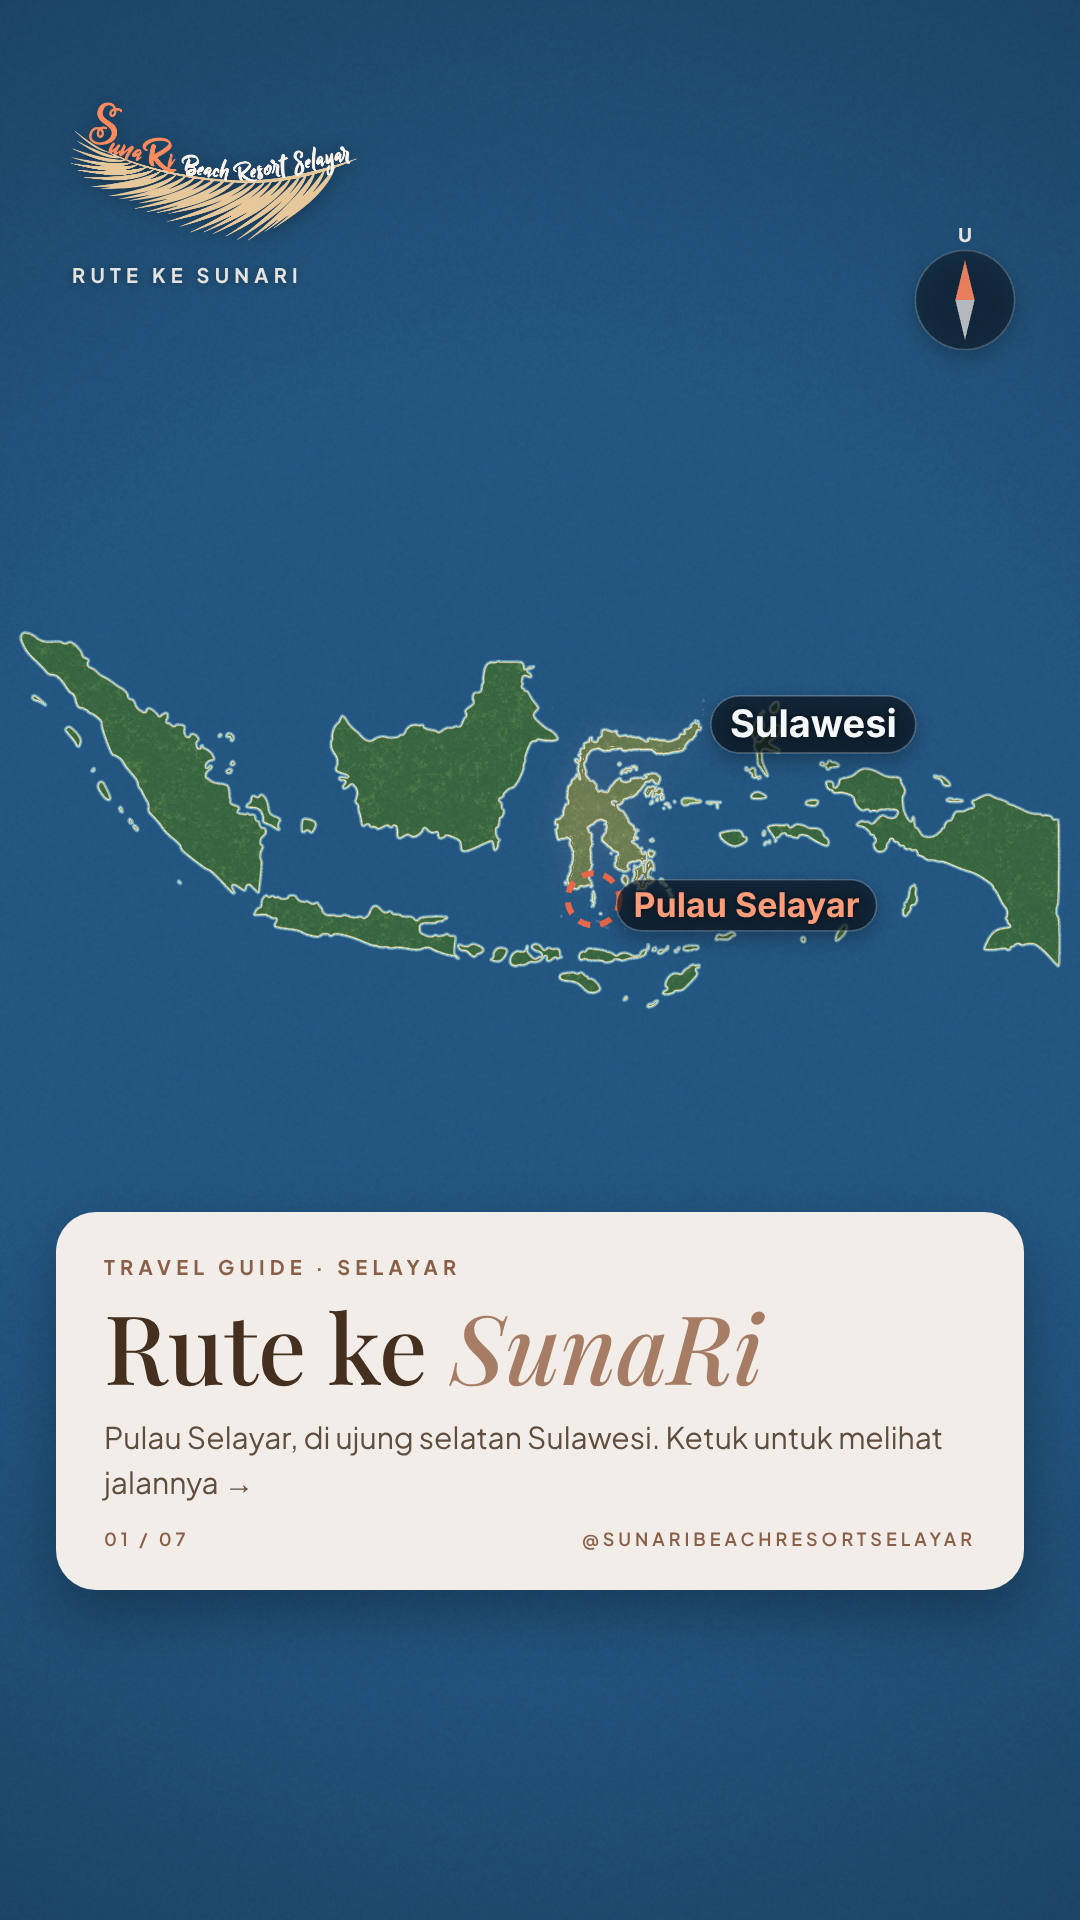 SunaRi Beach Resort Selayar
RUTE KE SUNARI
U
Sulawesi
Pulau Selayar
TRAVEL GUIDE · SELAYAR
Rute ke SunaRi
Pulau Selayar, di ujung selatan Sulawesi. Ketuk untuk melihat
jalannya →
01 / 07
@SUNARIBEACHRESORTSELAYAR